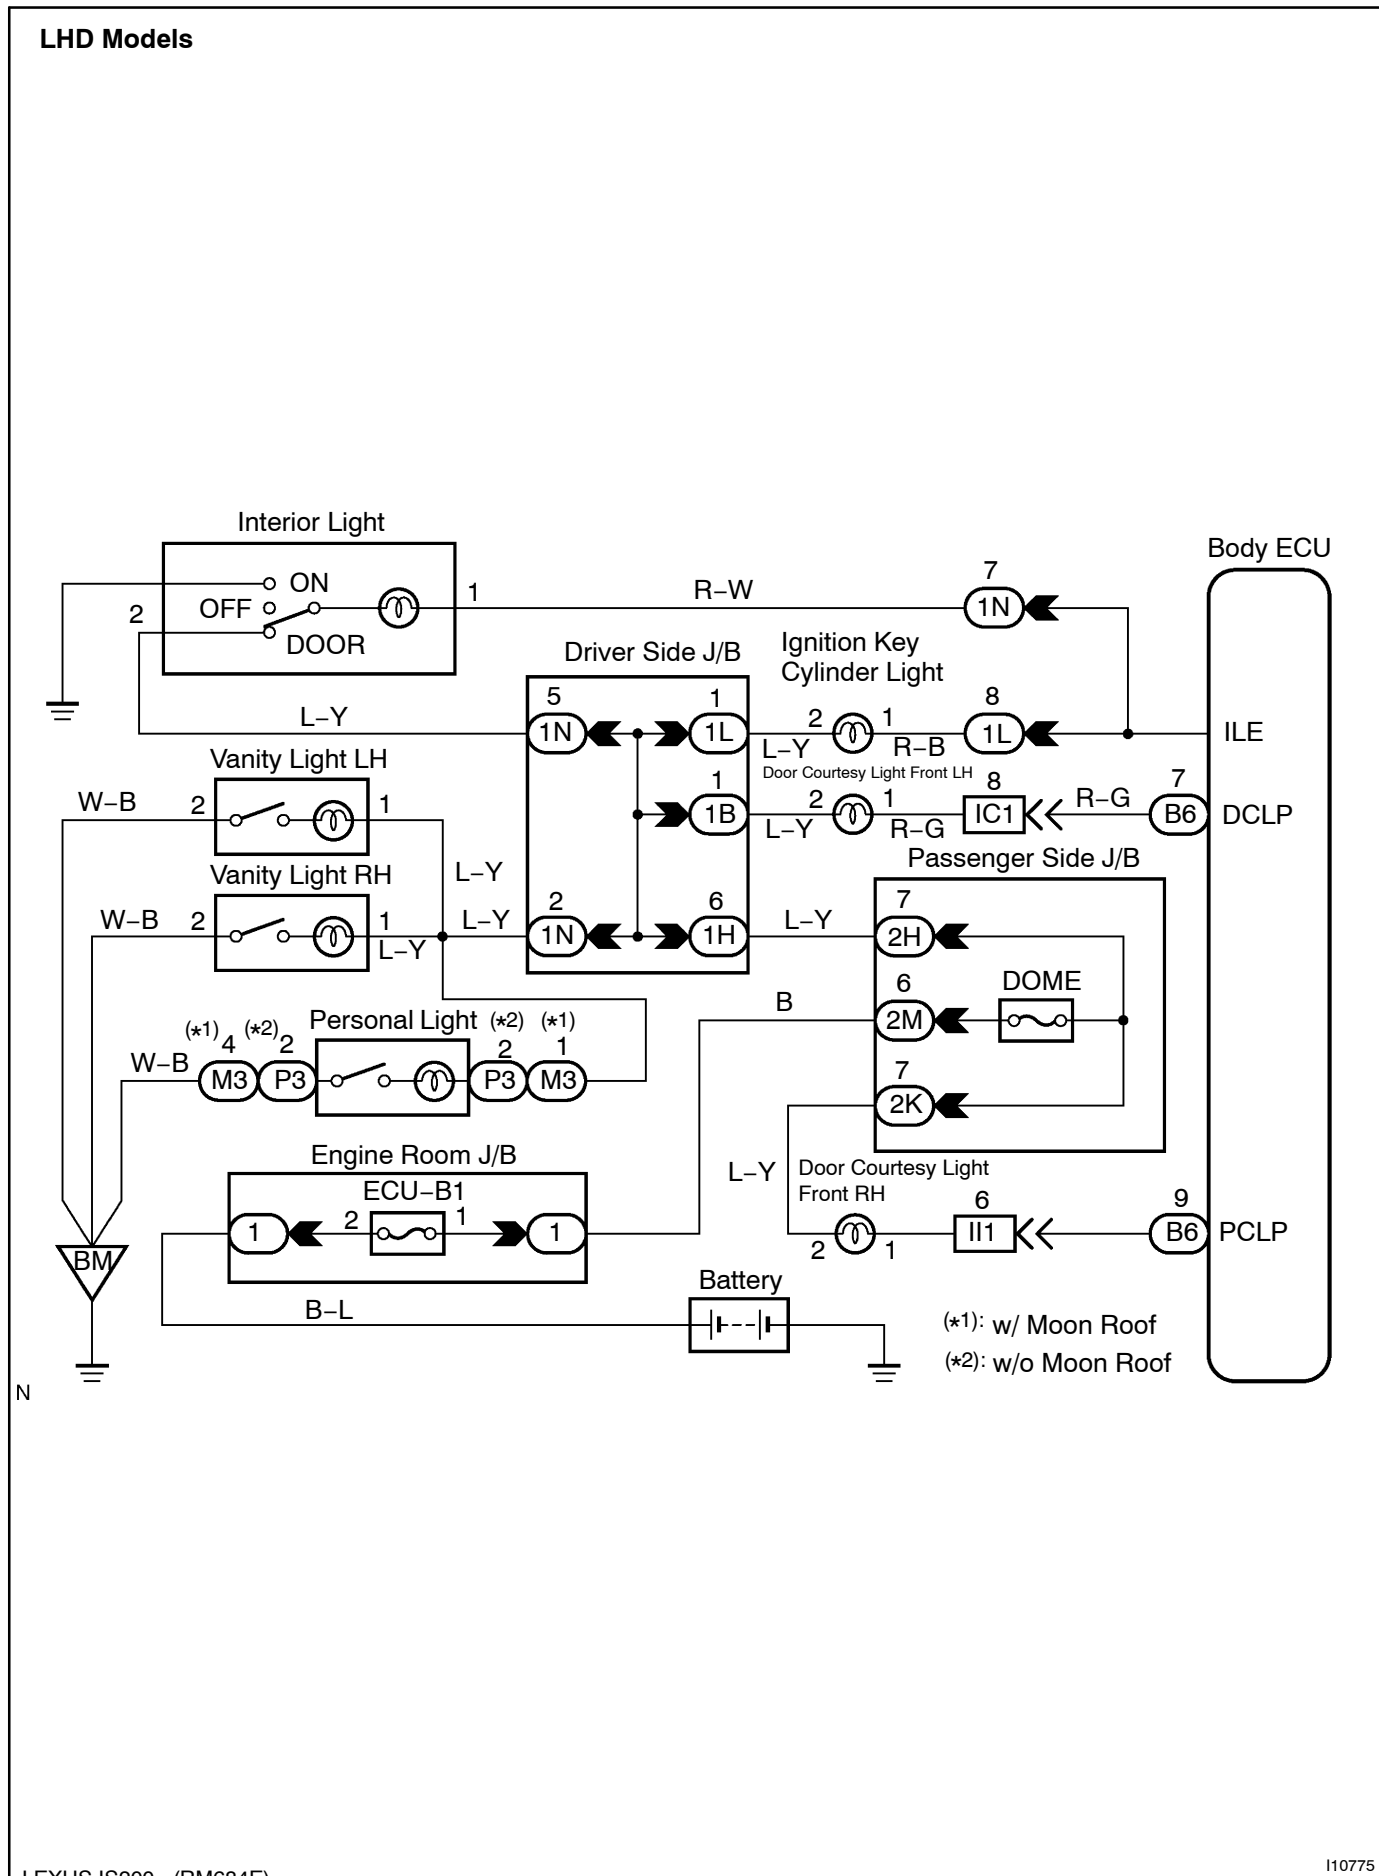 LHD Models
Interior Light
Body ECU
ON
OFF
DOOR
2
1
R–W
7
1N
Driver Side J/B
Ignition Key
Cylinder Light
L–Y
5
1N
1
1L
L–Y
2
1
R–B
8
1L
ILE
Vanity Light LH
W–B
2
1
Door Courtesy Light Front LH
1
1B
L–Y
2
1
R–G
8
IC1
R–G
7
B6
DCLP
Vanity Light RH
L–Y
Passenger Side J/B
W–B
2
1
L–Y
L–Y
2
1N
6
1H
L–Y
7
2H
B
6
2M
DOME
Personal Light
(*1)
4
(*2)
2
(*2)
2
(*1)
1
W–B
M3
P3
P3
M3
7
2K
Engine Room J/B
ECU–B1
1
2
1
1
L–Y
Door Courtesy Light
Front RH
2
1
6
II1
9
B6
PCLP
BM
B–L
Battery
(*1): w/ Moon Roof
(*2): w/o Moon Roof
N
I10775